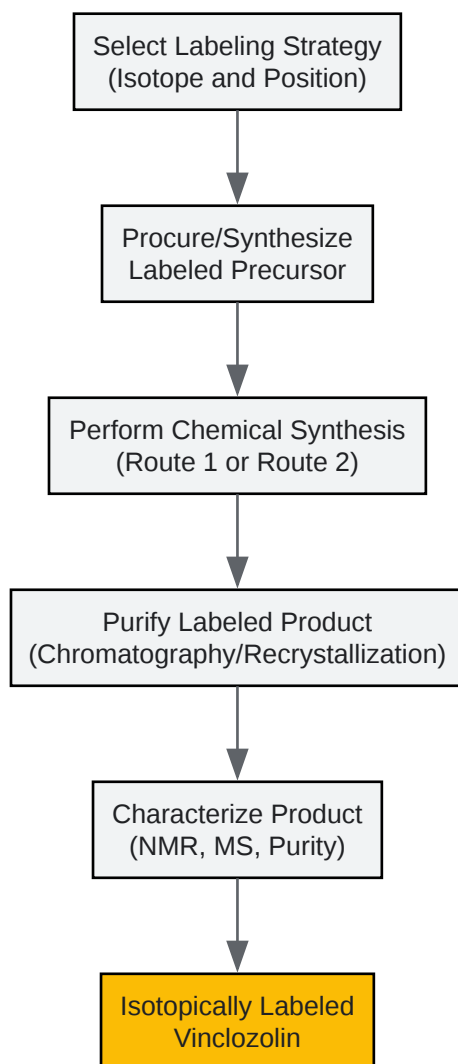 Select Labeling Strategy
(Isotope and Position)
Procure/Synthesize
Labeled Precursor
Perform Chemical Synthesis
(Route 1 or Route 2)
Purify Labeled Product
(Chromatography/Recrystallization)
Characterize Product
(NMR, MS, Purity)
Isotopically Labeled
Vinclozolin